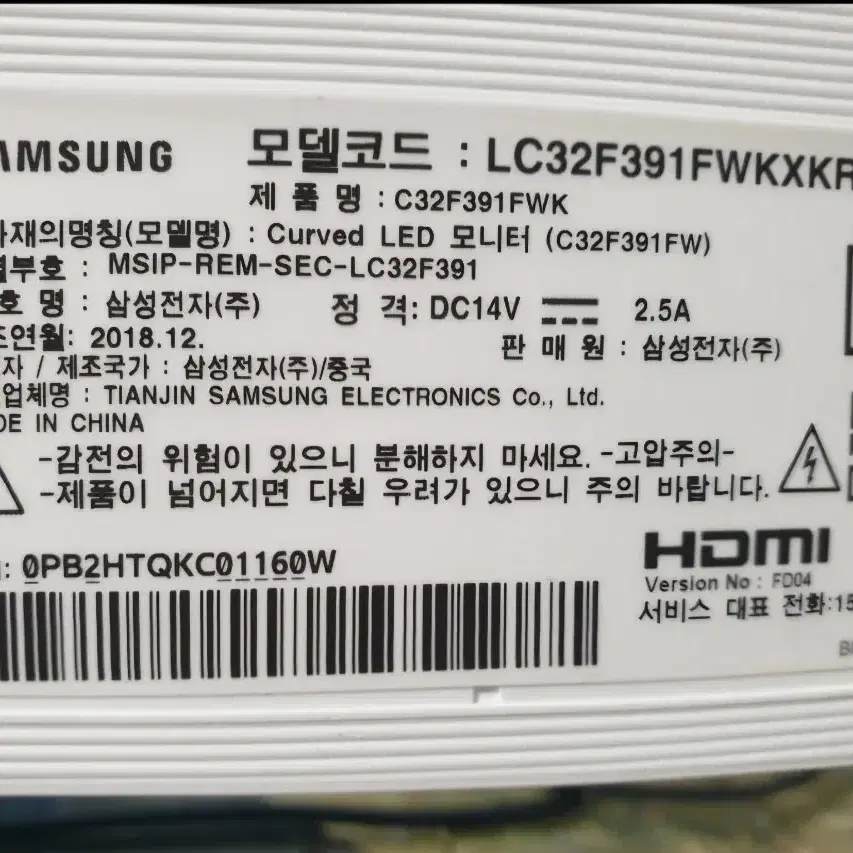 AMSUNG
모델코드 : LC32F391FWKXKR
제 품 명 : C32F391FWK
자재의명칭(모델명) : Curved LED 모니터 (C32F391FW)
별부호 : MSIP-REM-SEC-LC32F391
호 명 : 삼성전자(주) 정 격: DC14V 2.5A
조연월: 2018.12. 판 매 원 : 삼성전자(주)
자 / 제조국가 : 삼성전자(주)/중국
업체명 : TIANJIN SAMSUNG ELECTRONICS Co., Ltd.
DE IN CHINA
-감전의 위험이 있으니 분해하지 마세요. -고압주의-
-제품이 넘어지면 다칠 우려가 있으니 주의 바랍니다.
: 0PB2HTQKC01160W
HDMI
Version No : FD04
서비스 대표 전화:15